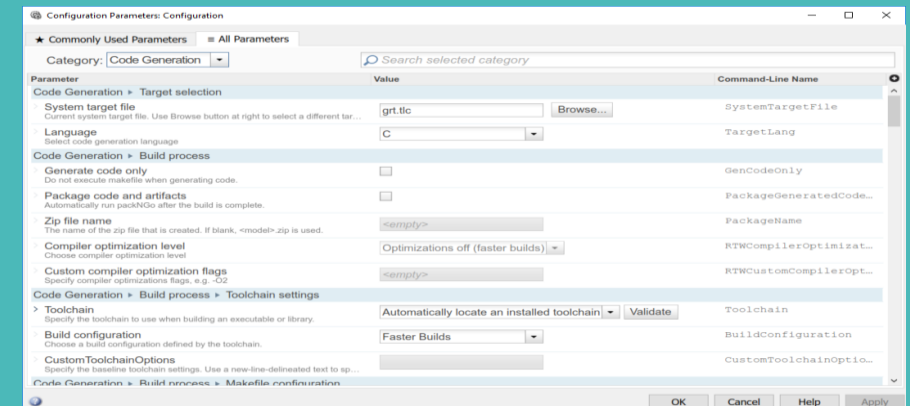 Configuration Parameters: Configuration
★ Commonly Used Parameters
≡ All Parameters
Category: Code Generation
Search selected category
Parameter Value Command-Line Name
Code Generation ▸ Target selection
System target file grt.tlc Browse... SystemTargetFile
Current system target file. Use Browse button at right to select a different tar...
Language C TargetLang
Select code generation language
Code Generation ▸ Build process
Generate code only GenCodeOnly
Do not execute makefile when generating code.
Package code and artifacts PackageGeneratedCode...
Automatically run packNGo after the build is complete.
Zip file name <empty> PackageName
The name of the zip file that is created. If blank, <model>.zip is used.
Compiler optimization level Optimizations off (faster builds) RTWCompilerOptimizat...
Choose compiler optimization level
Custom compiler optimization flags <empty> RTWCustomCompilerOpt...
Specify compiler optimizations flags, e.g. -O2
Code Generation ▸ Build process ▸ Toolchain settings
> Toolchain Automatically locate an installed toolchain Validate Toolchain
Specify the toolchain to use when building an executable or library.
Build configuration Faster Builds BuildConfiguration
Choose a build configuration defined by the toolchain.
CustomToolchainOptions CustomToolchainOptio...
Specify the baseline toolchain settings. Use a new-line-delineated text to sp...
Code Generation ▸ Build process ▸ Makefile configuration
OK Cancel Help Apply